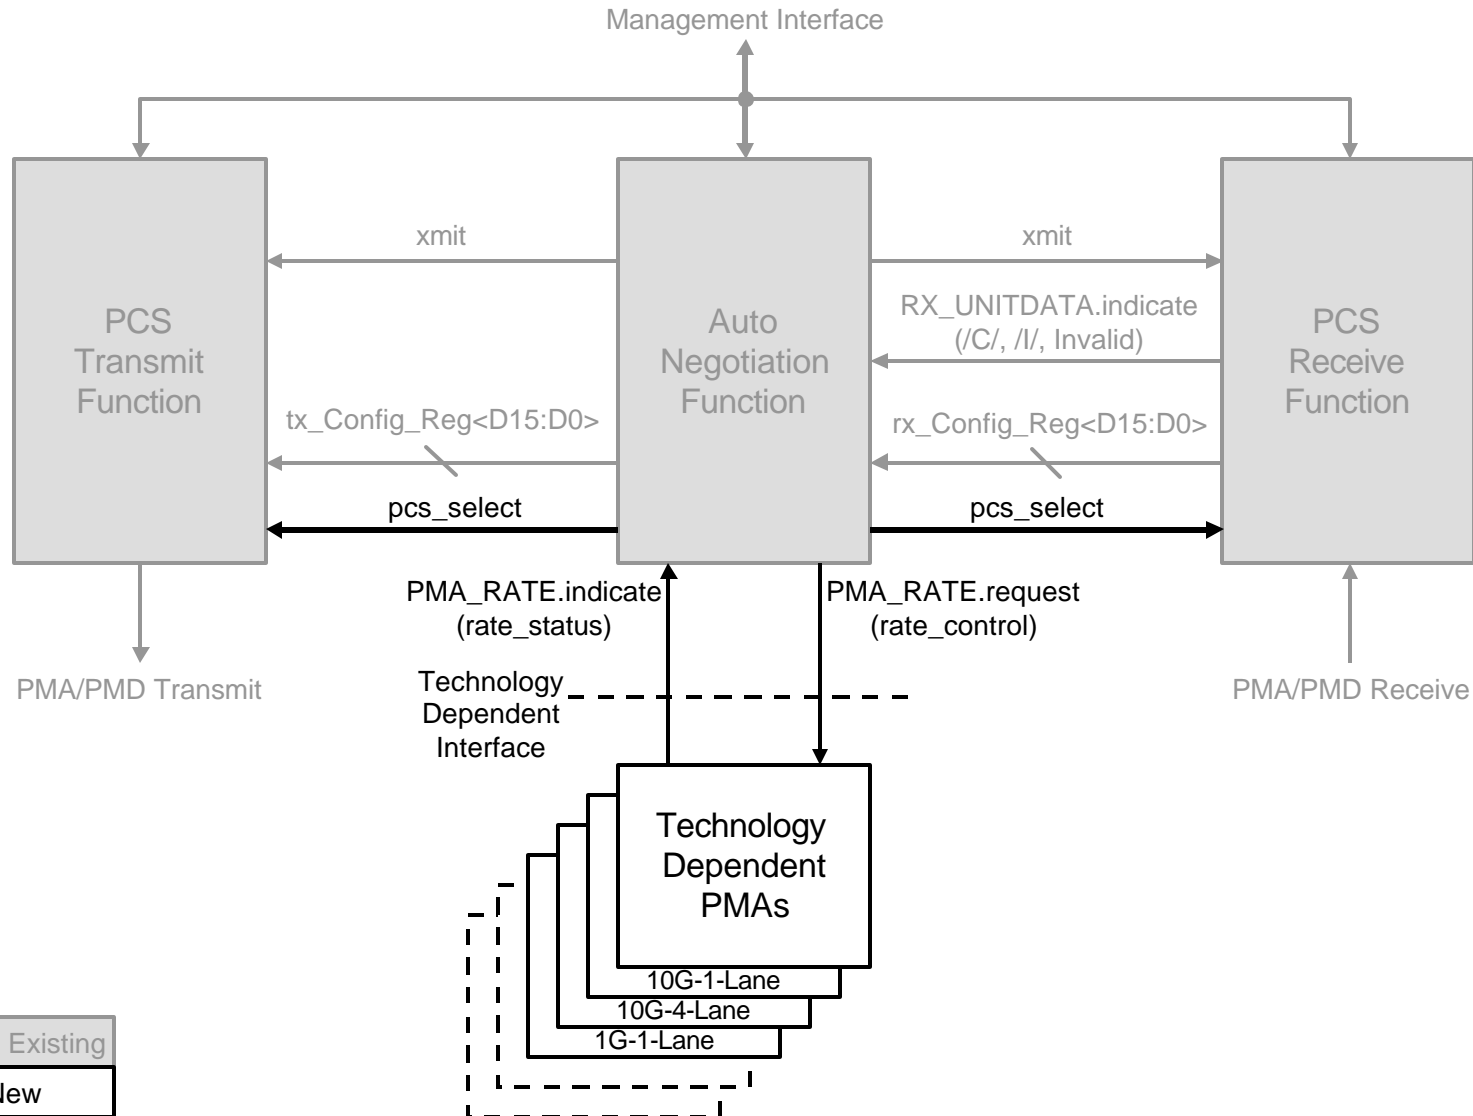 Management Interface
xmit
xmit
PCS
Transmit
Function
Auto
Negotiation
Function
RX_UNITDATA.indicate
(/C/, /I/, Invalid)
PCS
Receive
Function
tx_Config_Reg<D15:D0>
rx_Config_Reg<D15:D0>
pcs_select
pcs_select
PMA_RATE.indicate
(rate_status)
PMA_RATE.request
(rate_control)
PMA/PMD Transmit
Technology
Dependent
Interface
PMA/PMD Receive
Technology
Dependent
PMAs
10G-1-Lane
10G-4-Lane
1G-1-Lane
Existing
New